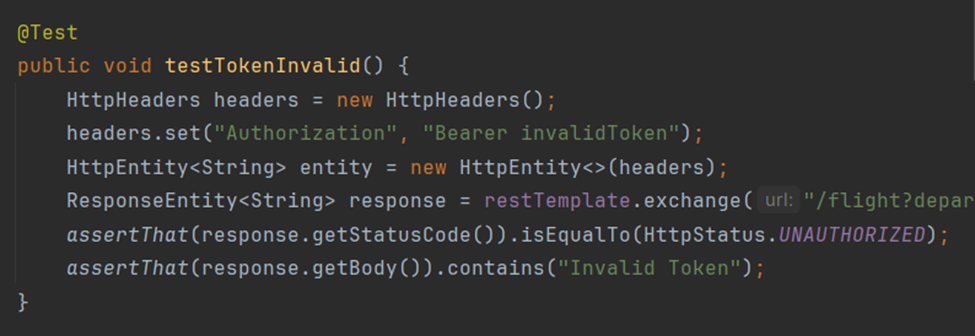 @Test
public void testTokenInvalid() {
HttpHeaders headers = new HttpHeaders();
headers.set("Authorization", "Bearer invalidToken");
HttpEntity<String> entity = new HttpEntity<>(headers);
ResponseEntity<String> response = restTemplate.exchange( url: "/flight?depar
assertThat(response.getStatusCode()).isEqualTo(HttpStatus.UNAUTHORIZED);
assertThat(response.getBody()).contains("Invalid Token");
}